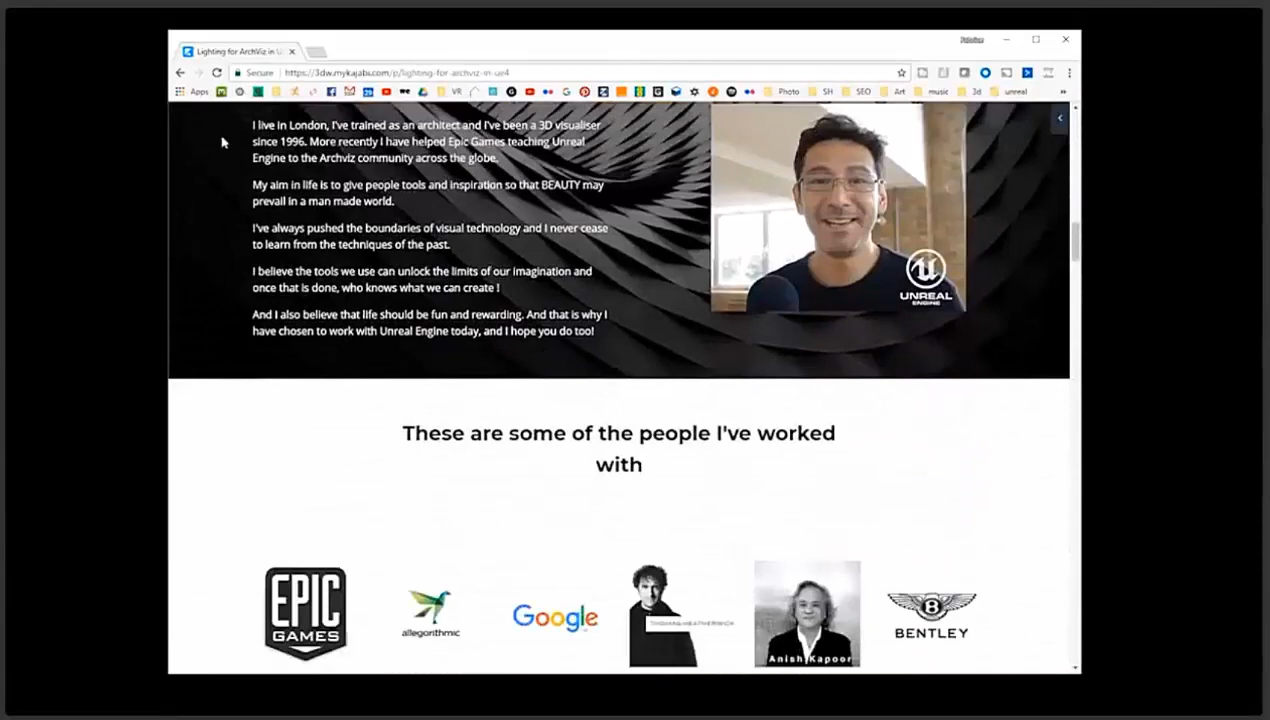 Lighting for ArchViz in U
Secure
https://3dw.mykajabi.com/p/lighting-for-archviz-in-ue4
Apps
VR
Photo
SH
SEO
Art
music
3d
unreal
I live in London, I've trained as an architect and I've been a 3D visualiser
since 1996. More recently I have helped Epic Games teaching Unreal
Engine to the Archviz community across the globe.
My aim in life is to give people tools and inspiration so that BEAUTY may
prevail in a man made world.
I've always pushed the boundaries of visual technology and I never cease
to learn from the techniques of the past.
I believe the tools we use can unlock the limits of our imagination and
once that is done, who knows what we can create !
And I also believe that life should be fun and rewarding. And that is why I
have chosen to work with Unreal Engine today, and I hope you do too!
UNREAL
ENGINE
These are some of the people I've worked
with
EPIC
GAMES
allegorithmic
Google
Anish Kapoor
B
BENTLEY